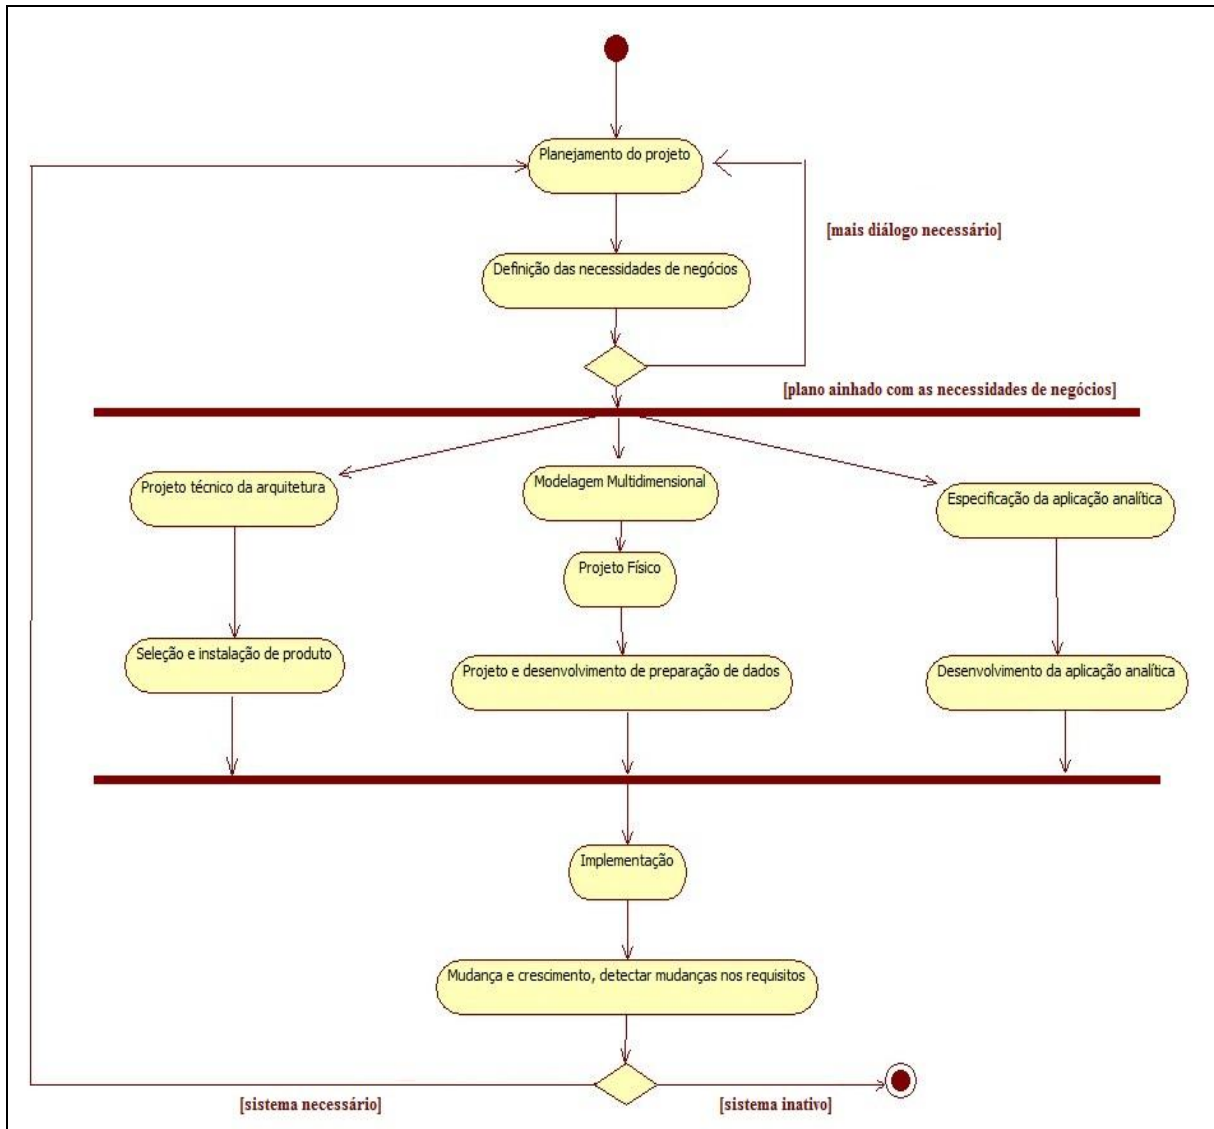 Planejamento do projeto
[mais diálogo necessário]
Definição das necessidades de negócios
[plano ainhado com as necessidades de negócios]
Projeto técnico da arquitetura
Modelagem Multidimensional
Especificação da aplicação analítica
Projeto Físico
Seleção e instalação de produto
Projeto e desenvolvimento de preparação de dados
Desenvolvimento da aplicação analítica
Implementação
Mudança e crescimento, detectar mudanças nos requisitos
[sistema necessário]
[sistema inativo]